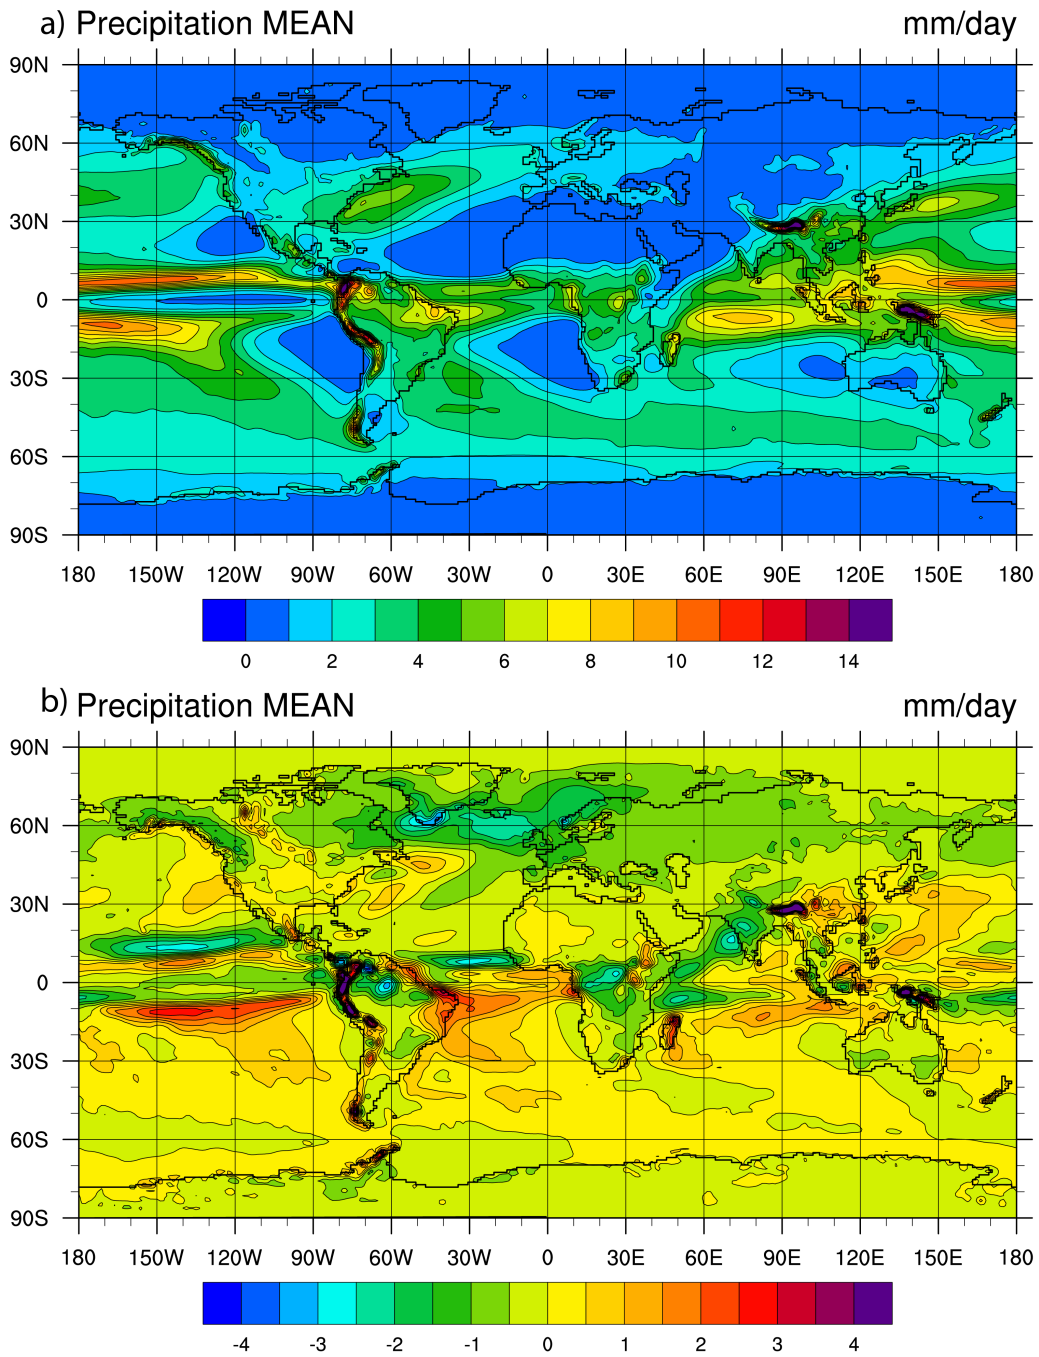 a) Precipitation MEAN mm/day
90N
60N
30N
0
30S
60S
90S
180 150W 120W 90W 60W 30W 0 30E 60E 90E 120E 150E 180
0 2 4 6 8 10 12 14
b) Precipitation MEAN mm/day
90N
60N
30N
0
30S
60S
90S
180 150W 120W 90W 60W 30W 0 30E 60E 90E 120E 150E 180
-4 -3 -2 -1 0 1 2 3 4